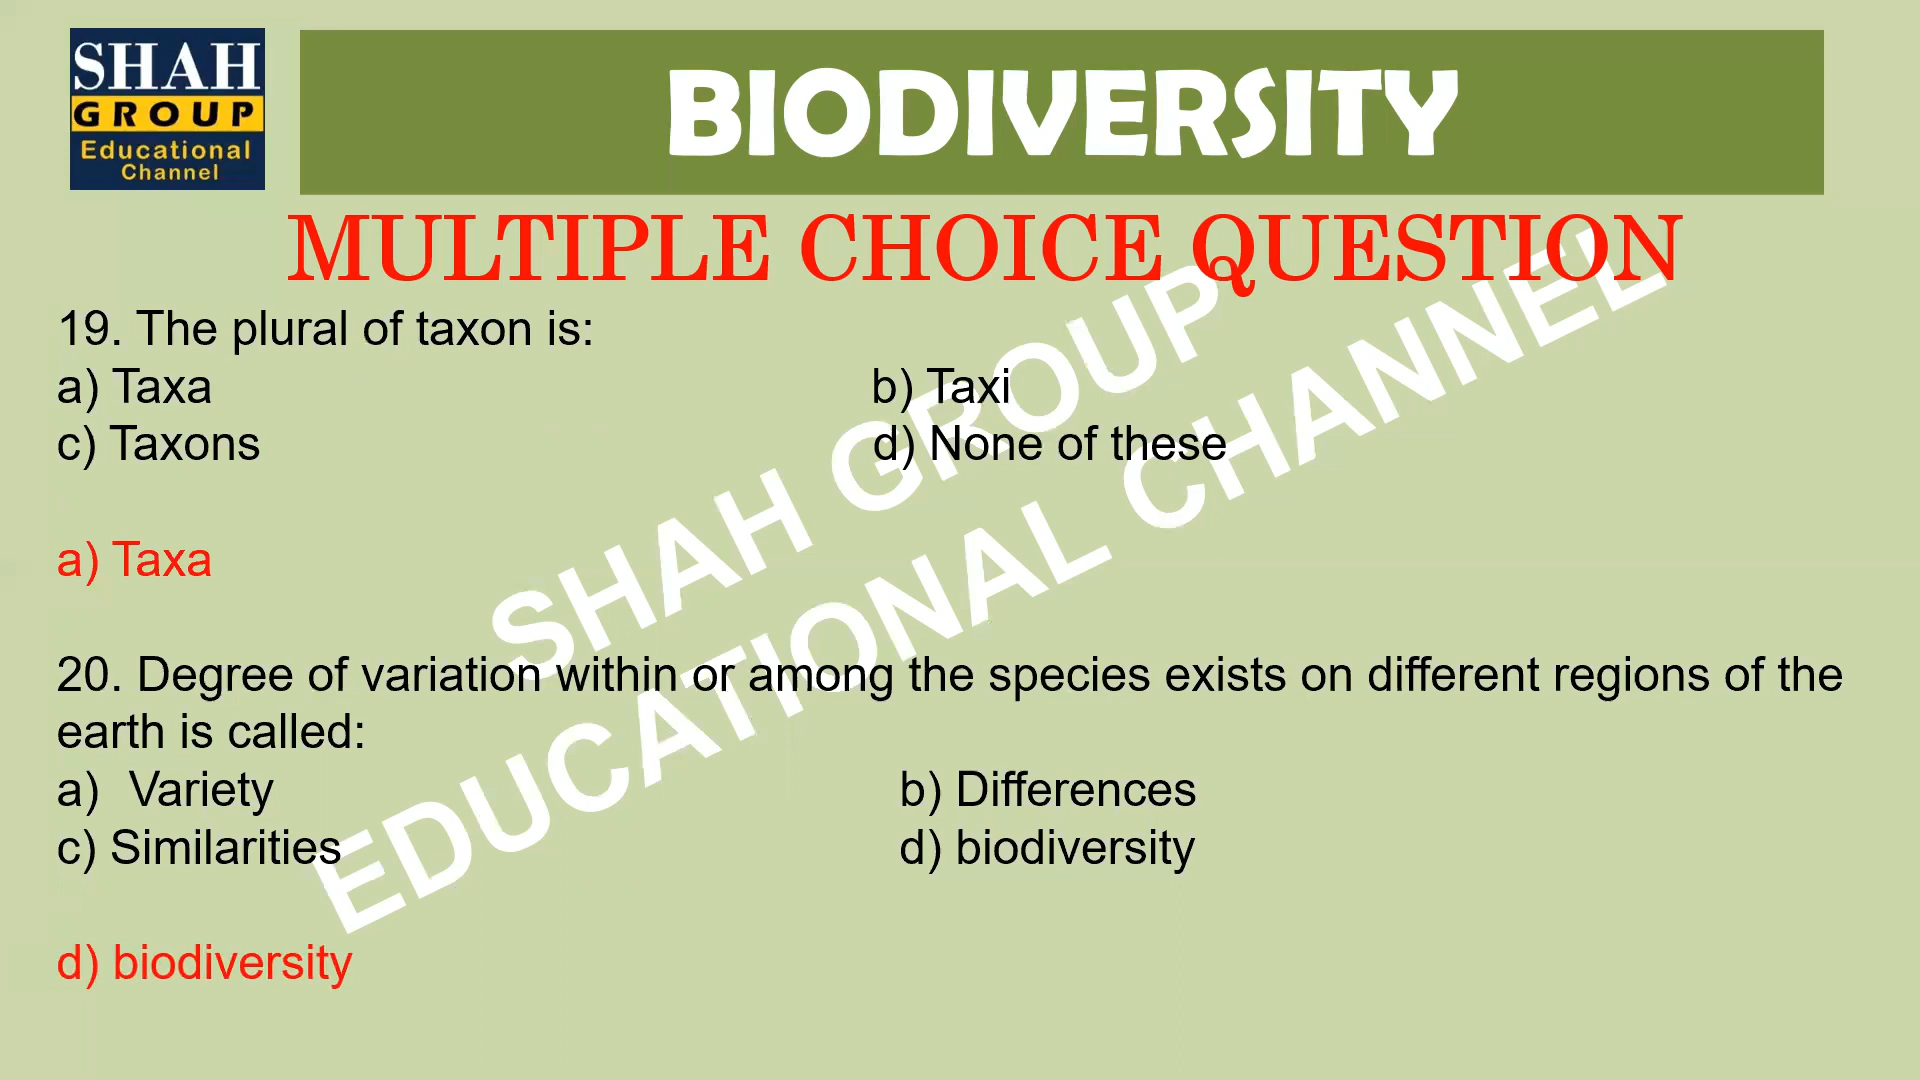 SHAH
GROUP
Educational
Channel
BIODIVERSITY
MULTIPLE CHOICE QUESTION
19. The plural of taxon is:
a) Taxa b) Taxi
c) Taxons d) None of these
a) Taxa
20. Degree of variation within or among the species exists on different regions of the
earth is called:
a) Variety b) Differences
c) Similarities d) biodiversity
d) biodiversity
SHAH GROUP
EDUCATIONAL CHANNEL